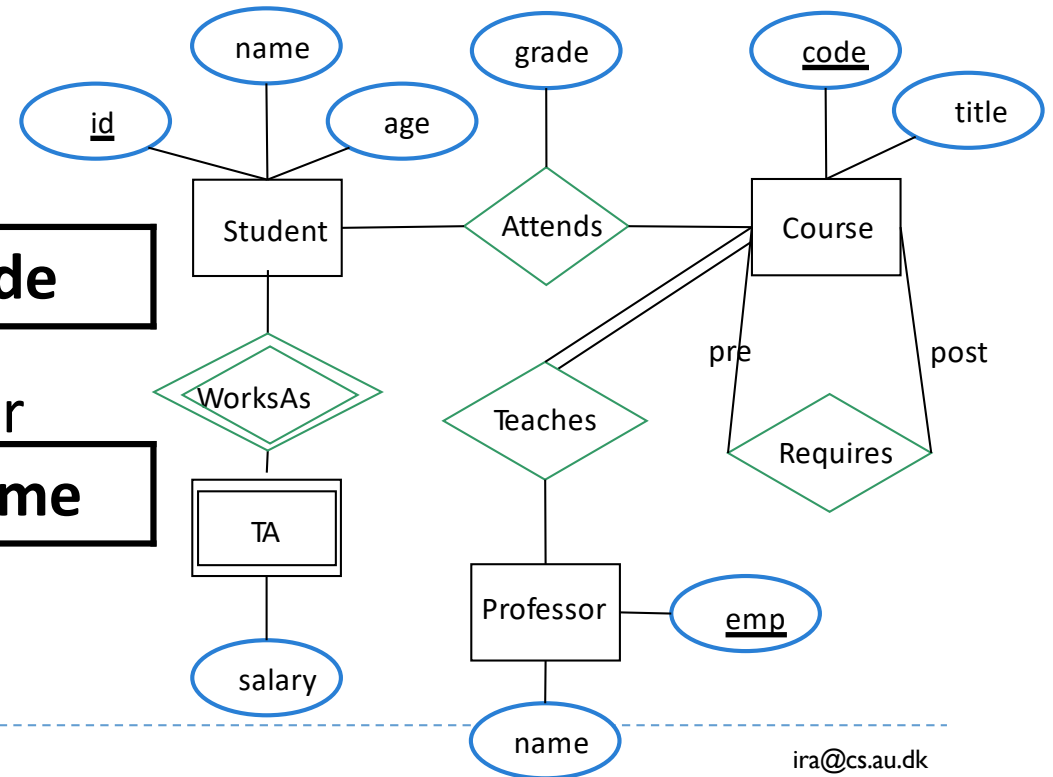 name
grade
code
id
age
title
Student
Attends
Course
de
pre
post
WorksAs
r
Teaches
Requires
me
TA
Professor
emp
salary
name
ira@cs.au.dk